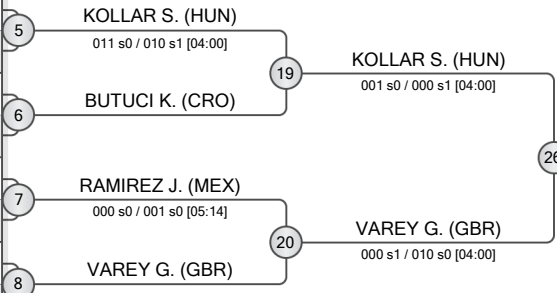 5
KOLLAR S. (HUN)
011 s0 / 010 s1 [04:00]
19
KOLLAR S. (HUN)
001 s0 / 000 s1 [04:00]
6
BUTUCI K. (CRO)
26
7
RAMIREZ J. (MEX)
000 s0 / 001 s0 [05:14]
20
VAREY G. (GBR)
000 s1 / 010 s0 [04:00]
8
VAREY G. (GBR)